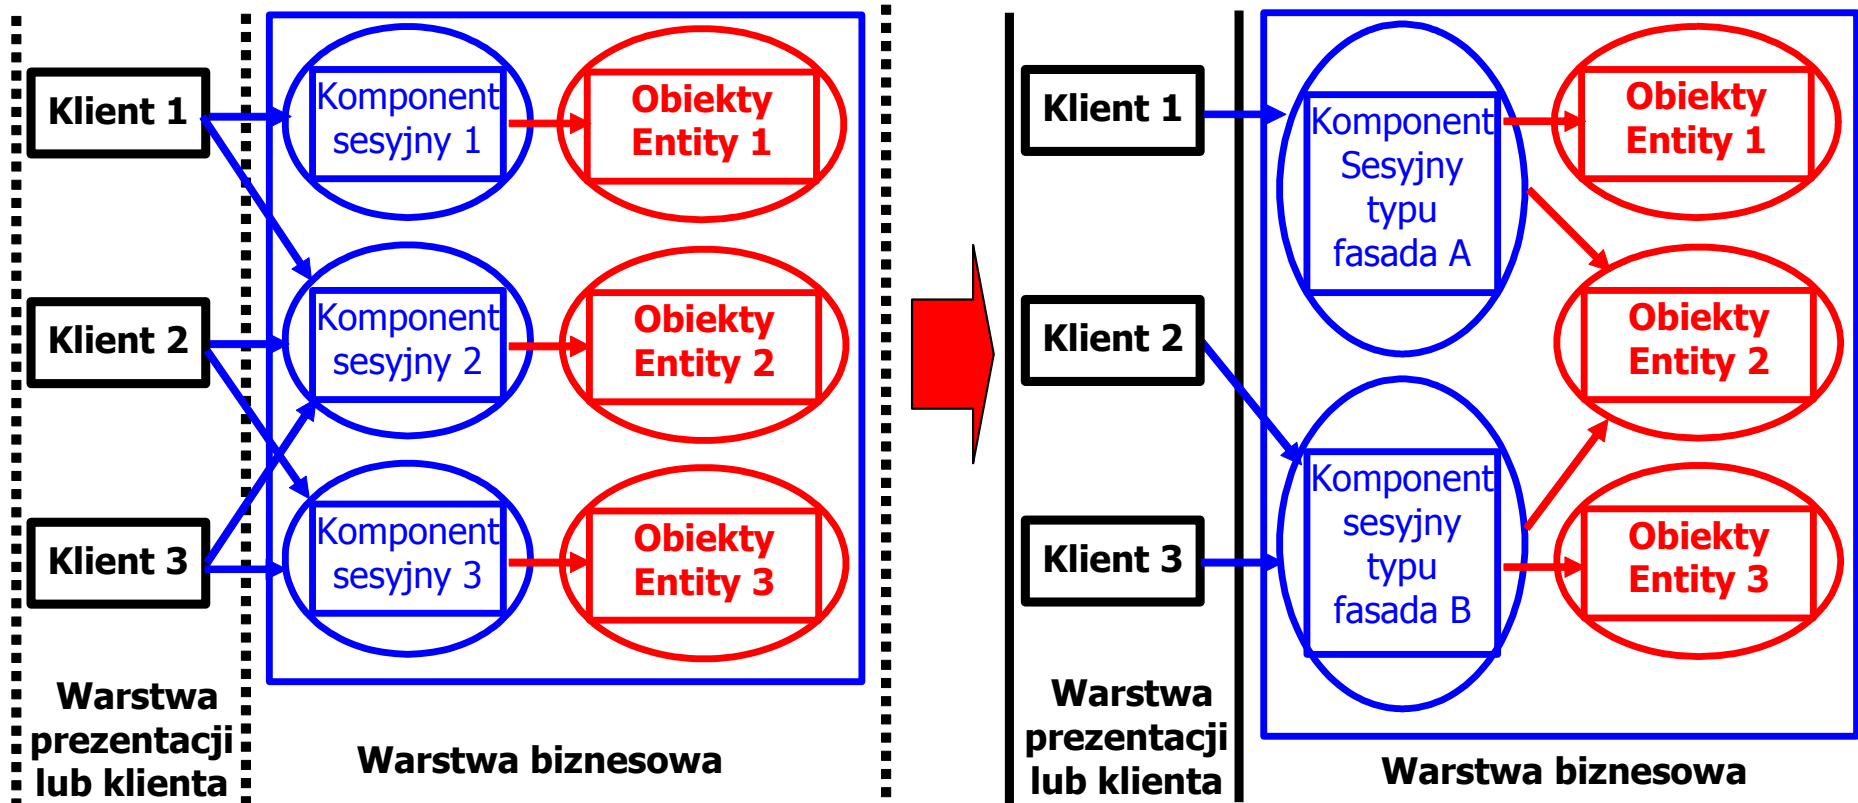 Klient 1
Komponent
sesyjny 1
Obiekty
Entity 1
Klient 2
Komponent
sesyjny 2
Obiekty
Entity 2
Klient 3
Komponent
sesyjny 3
Obiekty
Entity 3
Warstwa
prezentacji
lub klienta
Warstwa biznesowa
Klient 1
Komponent
Sesyjny
typu
fasada A
Obiekty
Entity 1
Klient 2
Obiekty
Entity 2
Klient 3
Komponent
sesyjny
typu
fasada B
Obiekty
Entity 3
Warstwa
prezentacji
lub klienta
Warstwa biznesowa